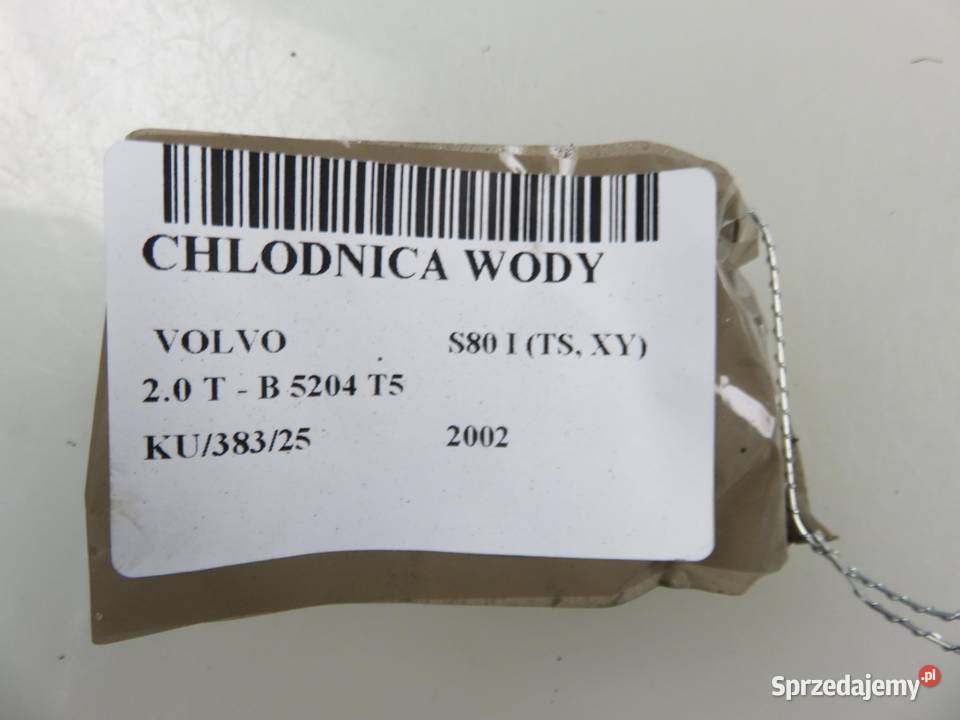 CHLODNICA WODY
VOLVO S80 I (TS, XY)
2.0 T - B 5204 T5
KU/383/25 2002
Sprzedajemy.pl